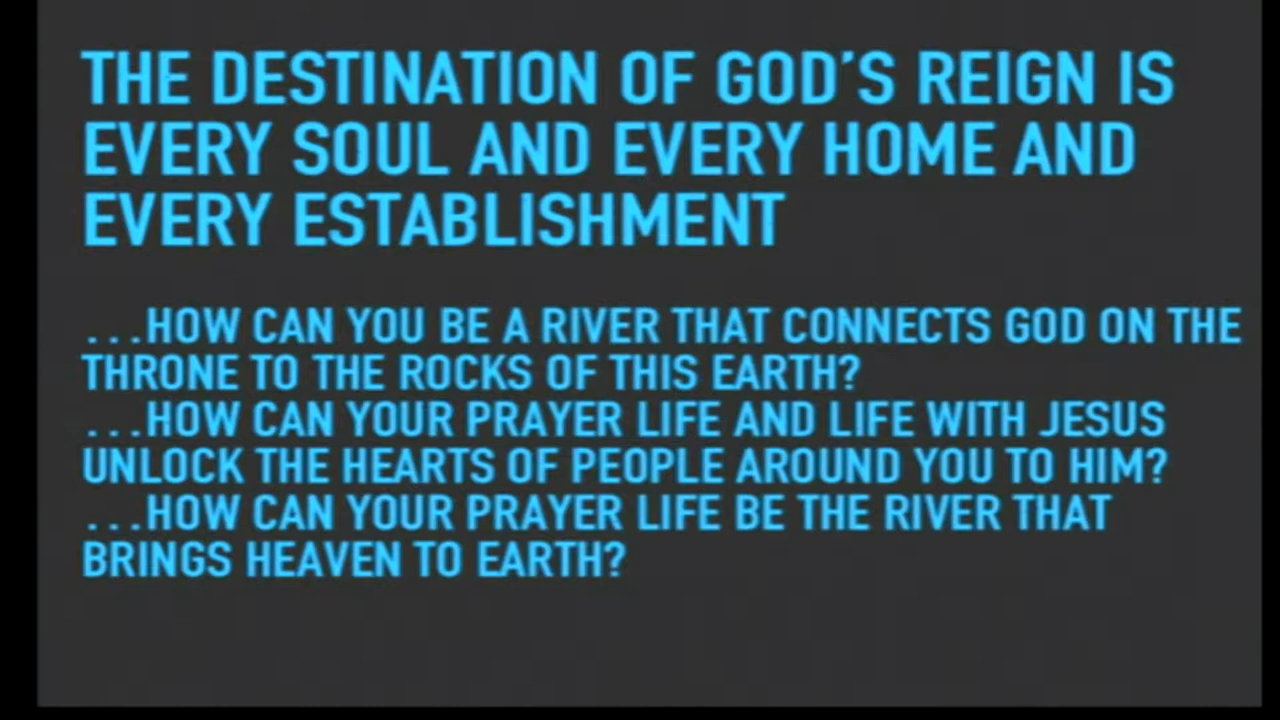 THE DESTINATION OF GOD'S REIGN IS
EVERY SOUL AND EVERY HOME AND
EVERY ESTABLISHMENT
...HOW CAN YOU BE A RIVER THAT CONNECTS GOD ON THE
THRONE TO THE ROCKS OF THIS EARTH?
...HOW CAN YOUR PRAYER LIFE AND LIFE WITH JESUS
UNLOCK THE HEARTS OF PEOPLE AROUND YOU TO HIM?
...HOW CAN YOUR PRAYER LIFE BE THE RIVER THAT
BRINGS HEAVEN TO EARTH?